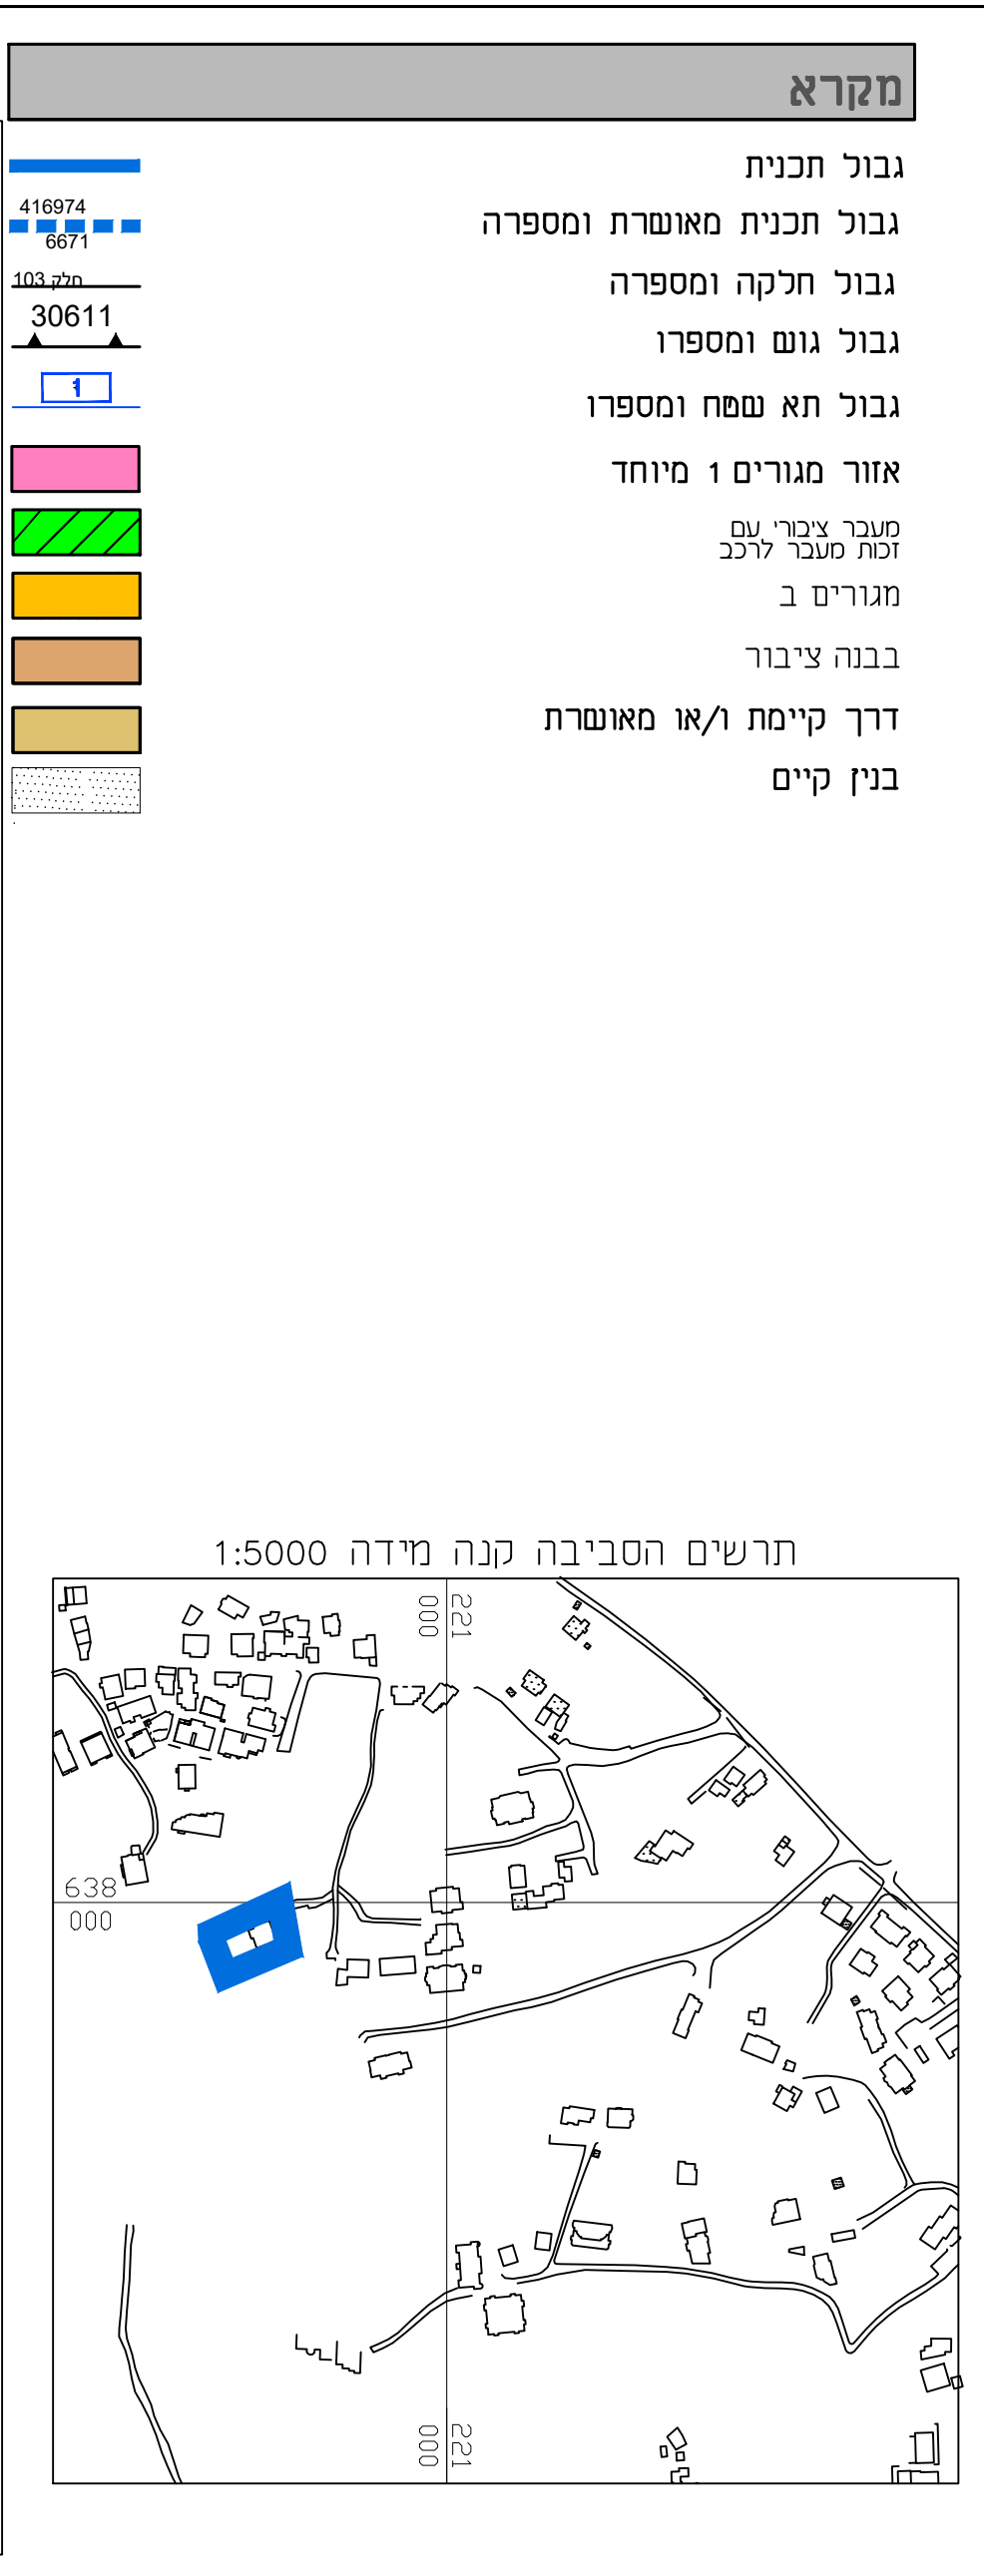 מקרא
גבול תכנית
גבול תכנית מאושרת ומספרה
416974
6671
גבול חלקה ומספרה
חלק 103
גבול גוש ומספרו
30611
גבול תא שטח ומספרו
1
אזור מגורים 1 מיוחד
מעבר ציבורי עם
זכות מעבר לרכב
מגורים ב
בבנה ציבור
דרך קיימת ו/או מאושרת
בנין קיים
תרשים הסביבה קנה מידה 1:5000
221
000
638
000
221
000